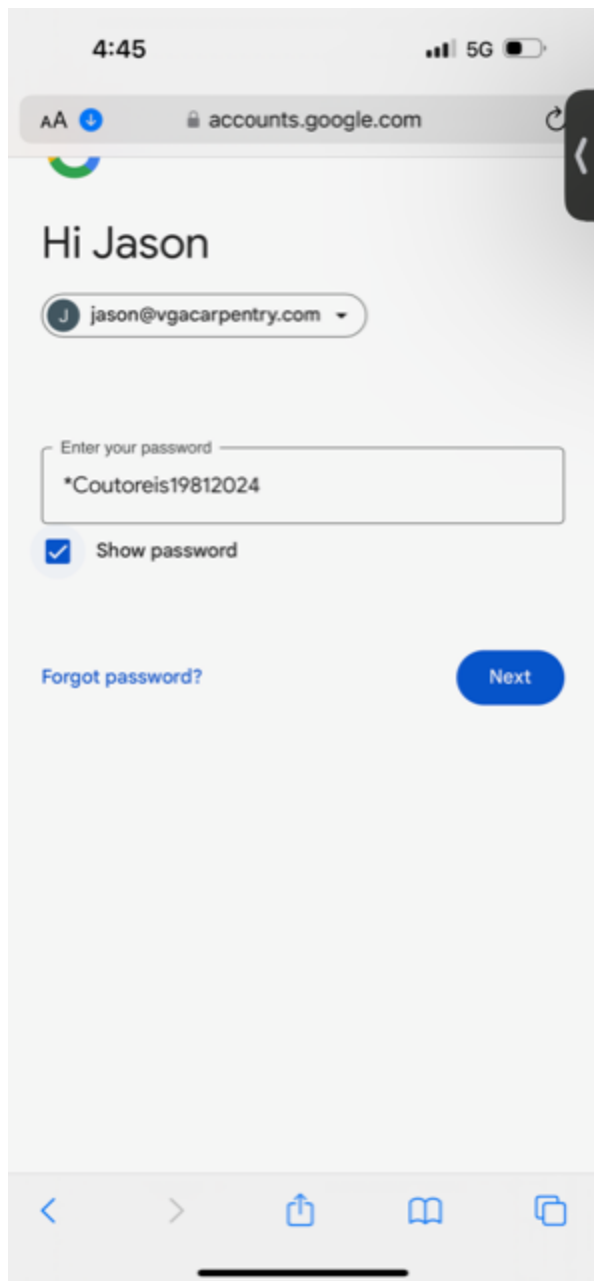 4:45
5G
AA accounts.google.com
Hi Jason
J jason@vgacarpentry.com
Enter your password
*Coutoreis19812024
Show password
Forgot password? Next